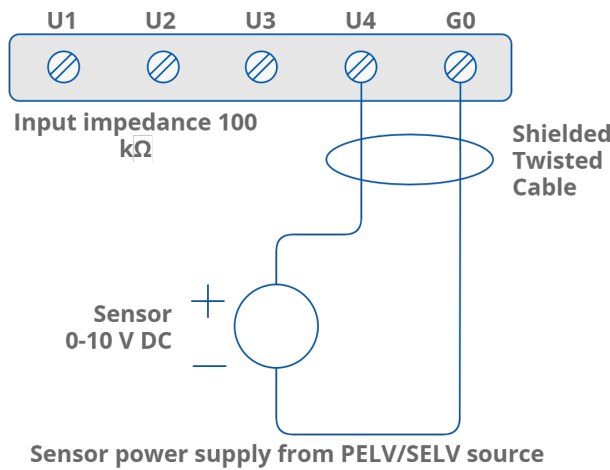 U1 U2 U3 U4 G0
Input impedance 100
kΩ
Shielded
Twisted
Cable
+
Sensor
0-10 V DC
—
Sensor power supply from PELV/SELV source